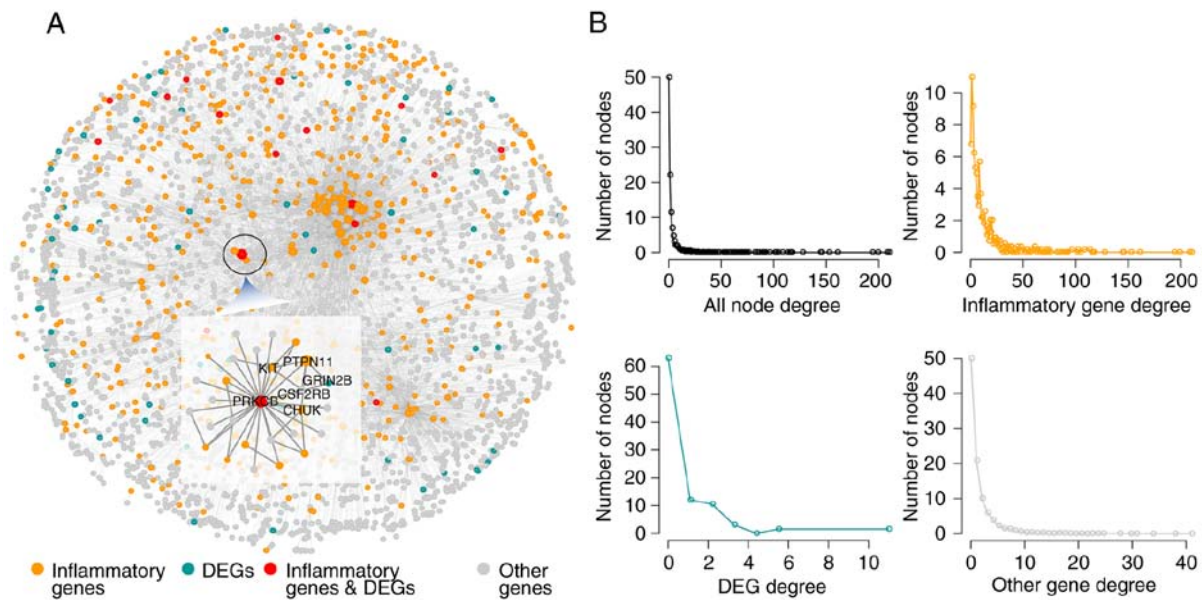 A
KIT
PTPN11
GRIN2B
CSF2RB
PRKCB
CHUK
Inflammatory
genes
DEGs
Inflammatory
genes & DEGs
Other
genes
B
Number of nodes
50
40
30
20
10
0
0 50 100 150 200
All node degree
Number of nodes
10
8
6
4
2
0
0 50 100 150 200
Inflammatory gene degree
Number of nodes
60
50
40
30
20
10
0
0 2 4 6 8 10
DEG degree
Number of nodes
50
40
30
20
10
0
0 10 20 30 40
Other gene degree